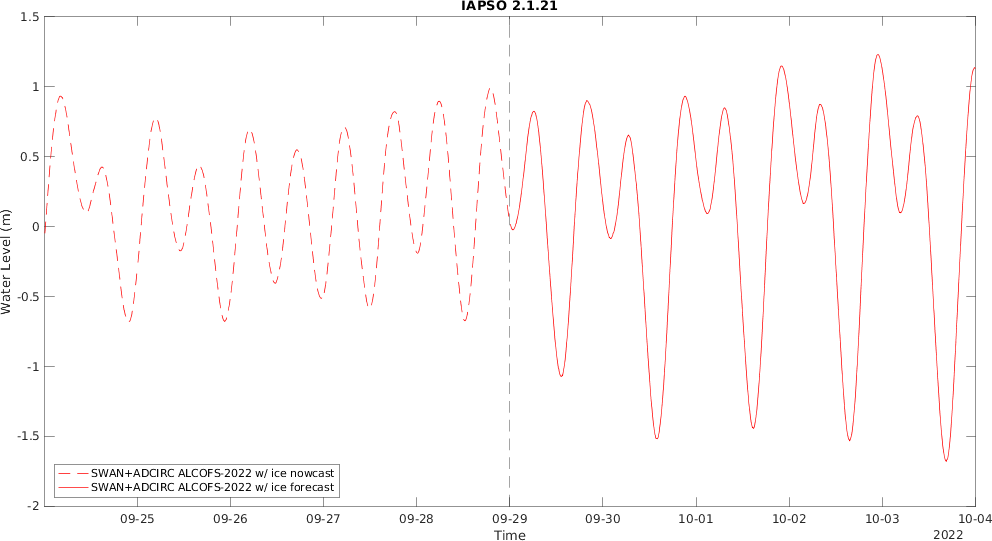 IAPSO 2.1.21
1.5
1
0.5
0
-0.5
-1
-1.5
-2
Water Level (m)
SWAN+ADCIRC ALCOFS-2022 w/ ice nowcast
SWAN+ADCIRC ALCOFS-2022 w/ ice forecast
09-25 09-26 09-27 09-28 09-29 09-30 10-01 10-02 10-03 10-04
Time
2022